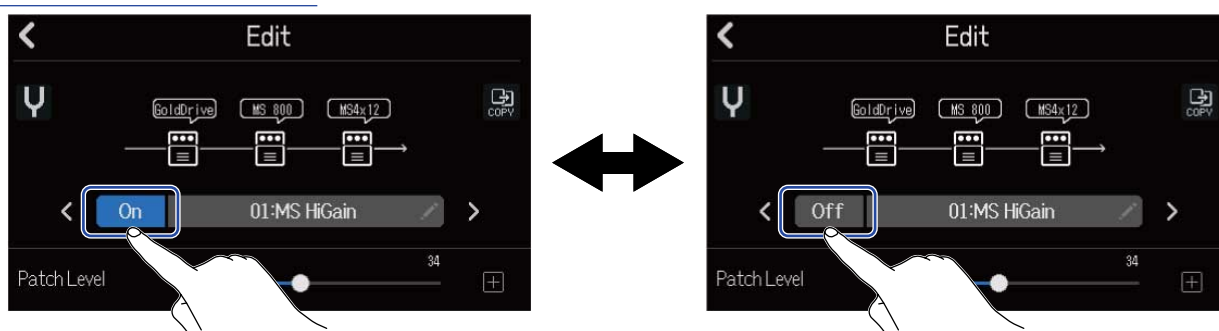 Edit
GoldDrive MS 800 MS4x12
COPY
On 01:MS HiGain
34
Patch Level
Edit
GoldDrive MS 800 MS4x12
COPY
Off 01:MS HiGain
34
Patch Level